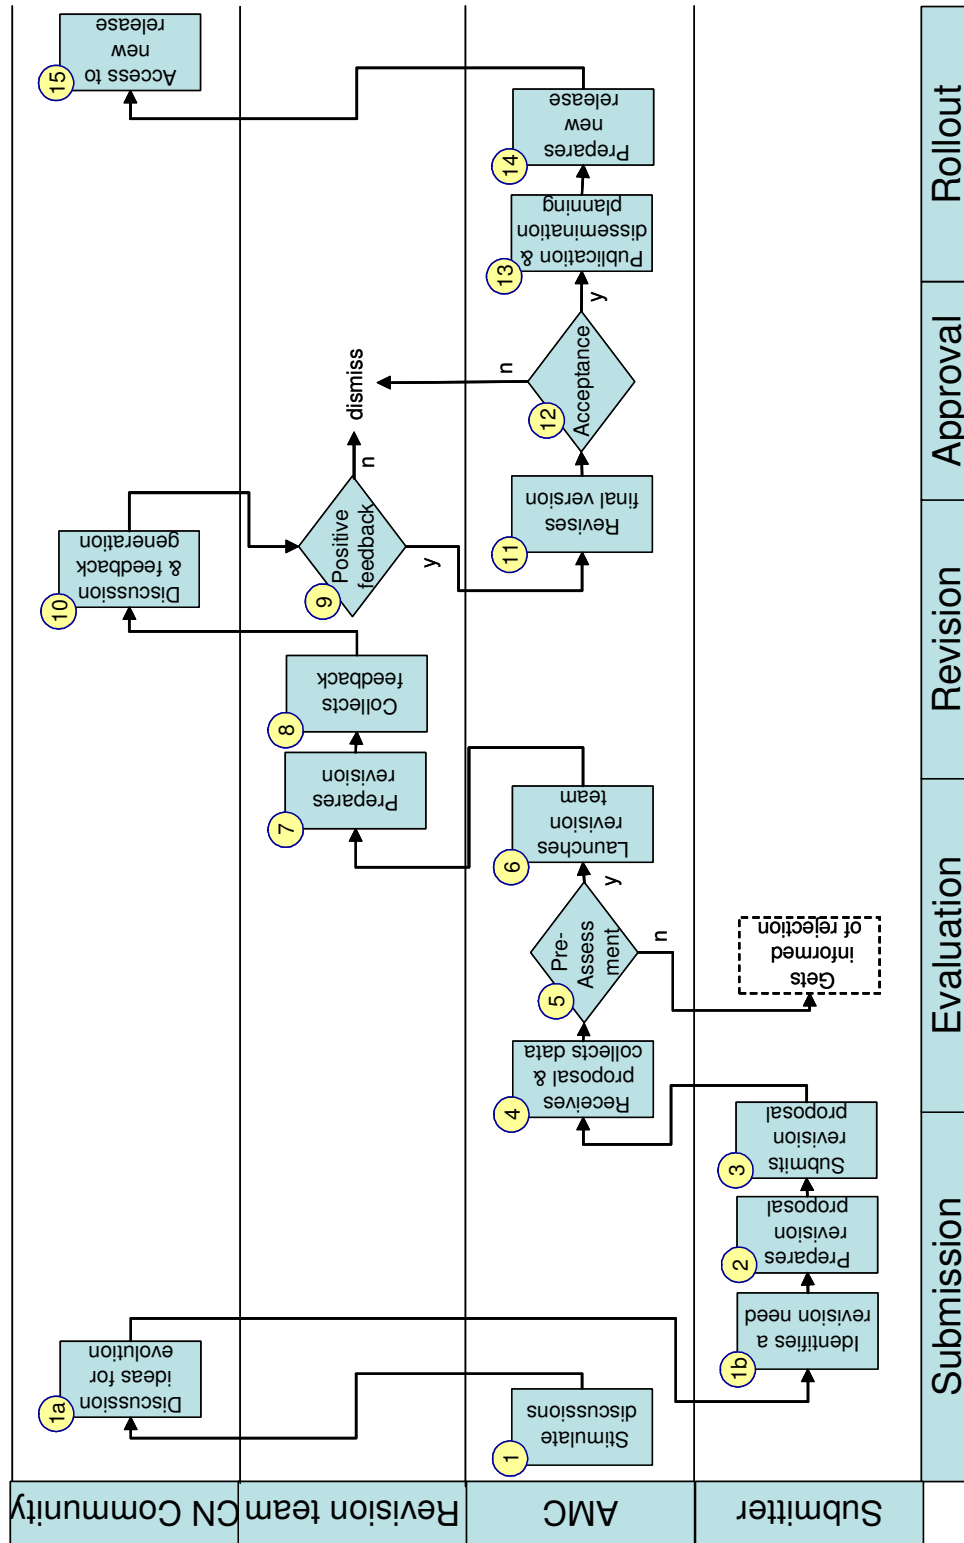 CN Community
Revision team
AMC
Submitter
Submission
Evaluation
Revision
Approval
Rollout
1
Stimulate
discussions
1a
Discussion
ideas for
evolution
1b
Identifies a
revision need
2
Prepares
revision
proposal
3
Submits
revision
proposal
4
Receives
proposal &
collects data
5
Pre-
Assess
ment
n
y
Gets
informed
of rejection
6
Launches
revision
team
7
Prepares
revision
8
Collects
feedback
10
Discussion
& feedback
generation
9
Positive
feedback
n
y
dismiss
11
Revises
final version
12
Acceptance
n
y
13
Publication &
dissemination
planning
14
Prepares
new
release
15
Access to
new
release